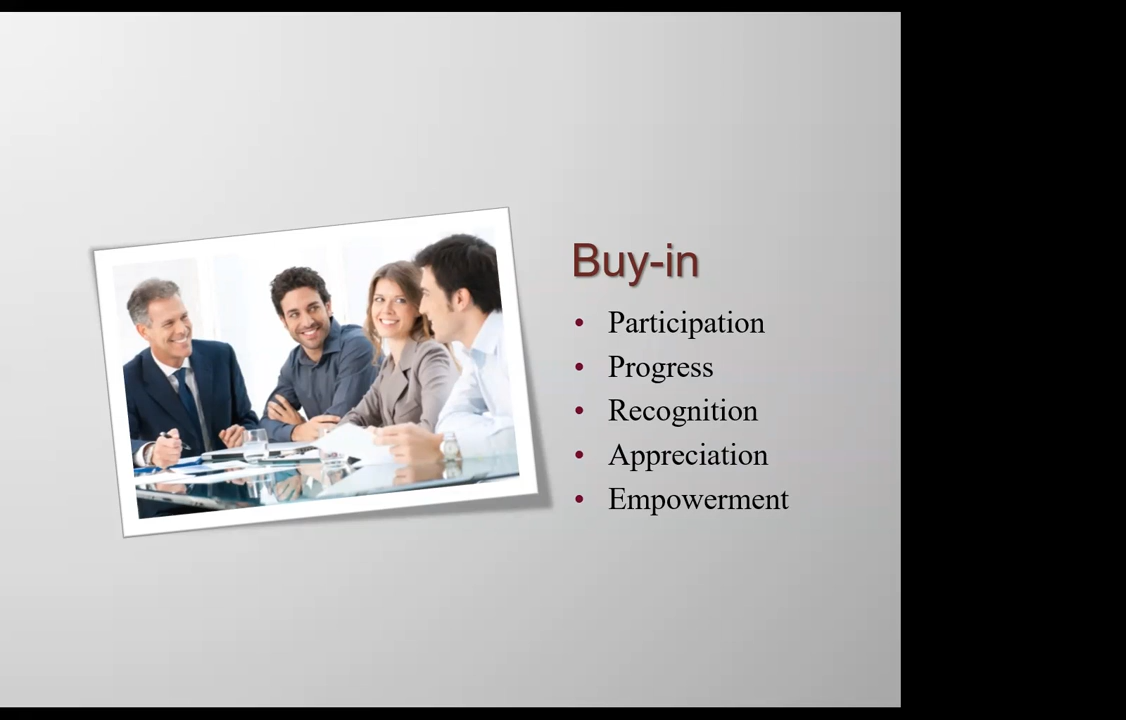 Buy-in
• Participation
• Progress
• Recognition
• Appreciation
• Empowerment